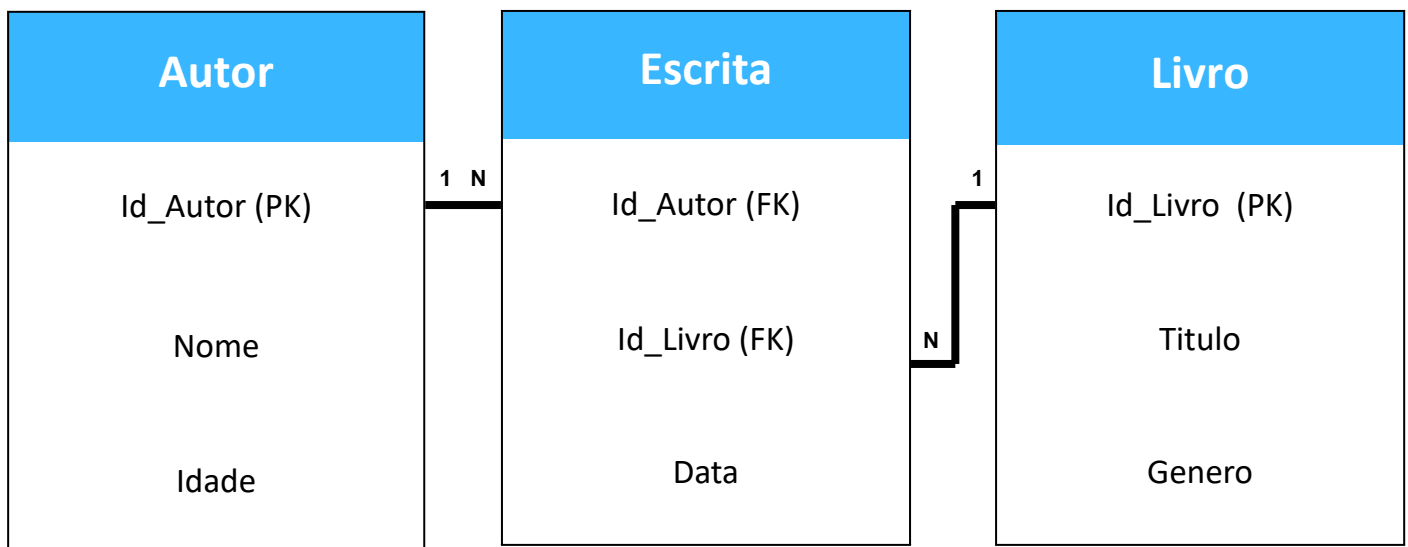 Autor
Id_Autor (PK)
Nome
Idade
1 N
Escrita
Id_Autor (FK)
Id_Livro (FK)
Data
N
1
Livro
Id_Livro (PK)
Titulo
Genero